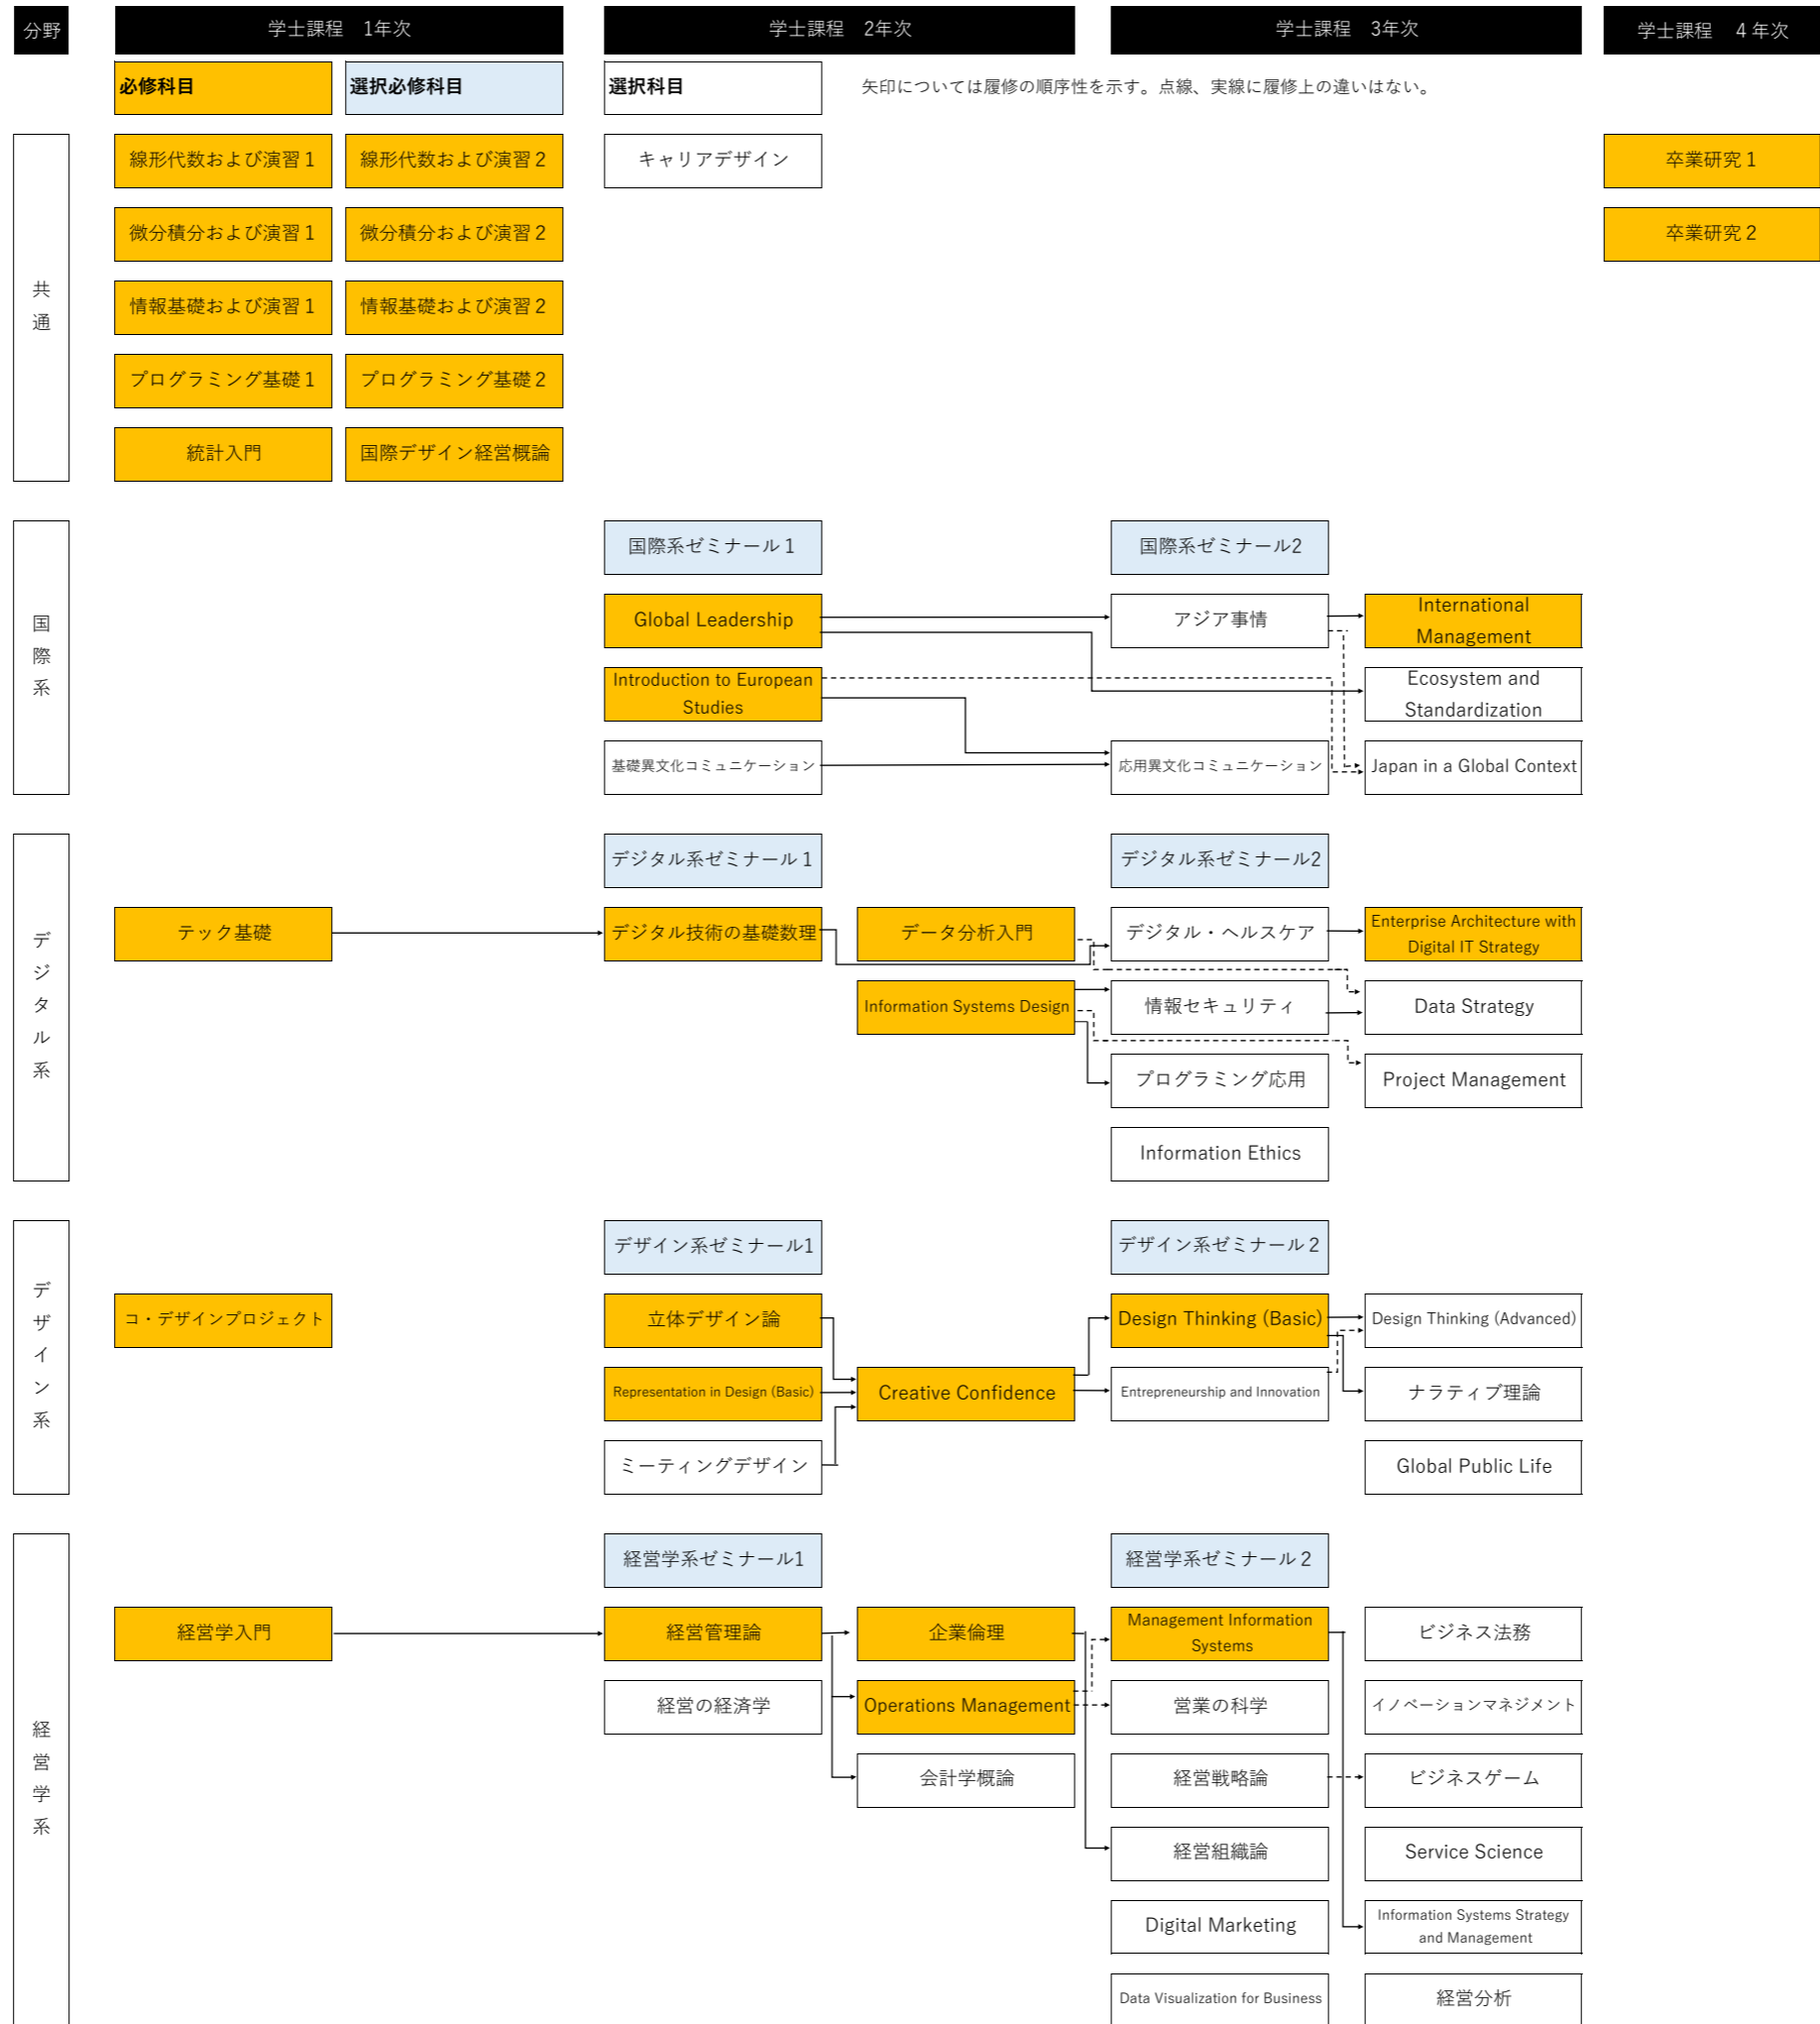 分野
学士課程　1年次
学士課程　2年次
学士課程　3年次
学士課程　４年次
必修科目
選択必修科目
選択科目
矢印については履修の順序性を示す。点線、実線に履修上の違いはない。
共通
線形代数および演習１
線形代数および演習２
キャリアデザイン
卒業研究１
微分積分および演習１
微分積分および演習２
卒業研究２
情報基礎および演習１
情報基礎および演習２
プログラミング基礎１
プログラミング基礎２
統計入門
国際デザイン経営概論
国際系
国際系ゼミナール１
国際系ゼミナール2
Global Leadership
アジア事情
International
Management
Introduction to European
Studies
Ecosystem and
Standardization
基礎異文化コミュニケーション
応用異文化コミュニケーション
Japan in a Global Context
デジタル系
デジタル系ゼミナール１
デジタル系ゼミナール2
テック基礎
デジタル技術の基礎数理
データ分析入門
デジタル・ヘルスケア
Enterprise Architecture with
Digital IT Strategy
Information Systems Design
情報セキュリティ
Data Strategy
プログラミング応用
Project Management
Information Ethics
デザイン系
デザイン系ゼミナール1
デザイン系ゼミナール２
コ・デザインプロジェクト
立体デザイン論
Design Thinking (Basic)
Design Thinking (Advanced)
Representation in Design (Basic)
Creative Confidence
Entrepreneurship and Innovation
ナラティブ理論
ミーティングデザイン
Global Public Life
経営学系
経営学系ゼミナール1
経営学系ゼミナール２
経営学入門
経営管理論
企業倫理
Management Information
Systems
ビジネス法務
経営の経済学
Operations Management
営業の科学
イノベーションマネジメント
会計学概論
経営戦略論
ビジネスゲーム
経営組織論
Service Science
Digital Marketing
Information Systems Strategy
and Management
Data Visualization for Business
経営分析